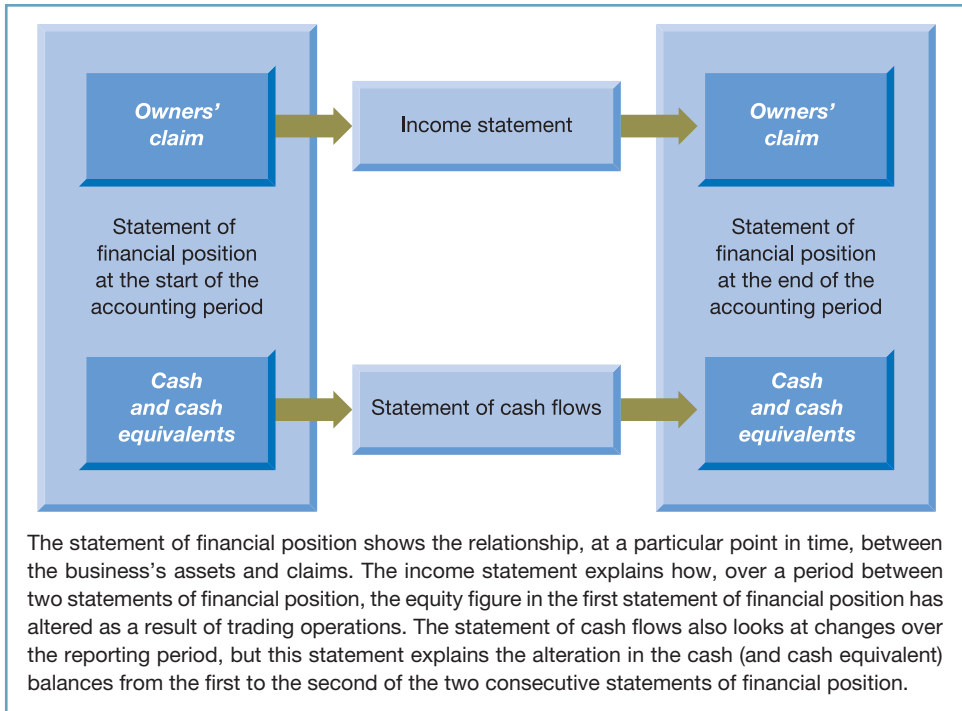 Owners'
claim
Income statement
Owners'
claim
Statement of
financial position
at the start of the
accounting period
Statement of
financial position
at the end of the
accounting period
Cash
and cash
equivalents
Statement of cash flows
Cash
and cash
equivalents
The statement of financial position shows the relationship, at a particular point in time, between
the business's assets and claims. The income statement explains how, over a period between
two statements of financial position, the equity figure in the first statement of financial position has
altered as a result of trading operations. The statement of cash flows also looks at changes over
the reporting period, but this statement explains the alteration in the cash (and cash equivalent)
balances from the first to the second of the two consecutive statements of financial position.